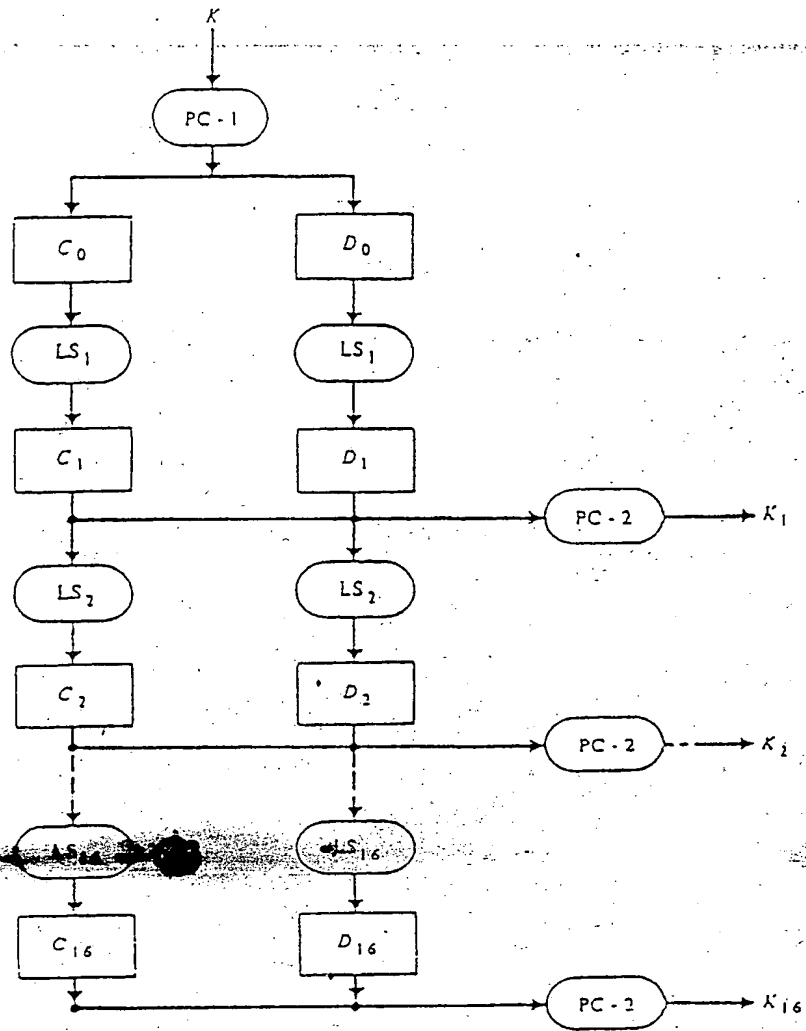 K
PC-1
C₀ D₀
LS₁ LS₁
C₁ D₁
PC-2 K₁
LS₂ LS₂
C₂ D₂
PC-2 K_i
LS₁₆
C₁₆ D₁₆
PC-2 K₁₆